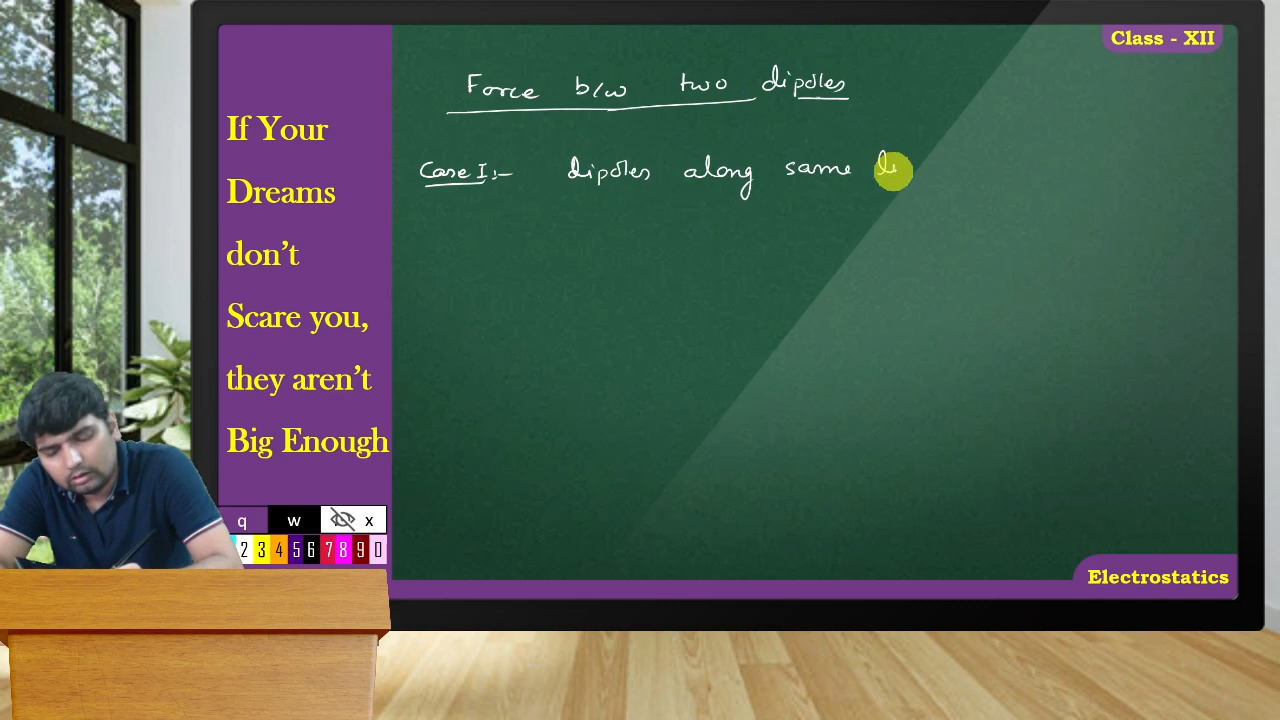 Class - XII
Force b/w two dipoles
Case I :- dipoles along same
If Your
Dreams
don't
Scare you,
they aren't
Big Enough
q w x
2 3 4 5 6 7 8 9 0
Electrostatics